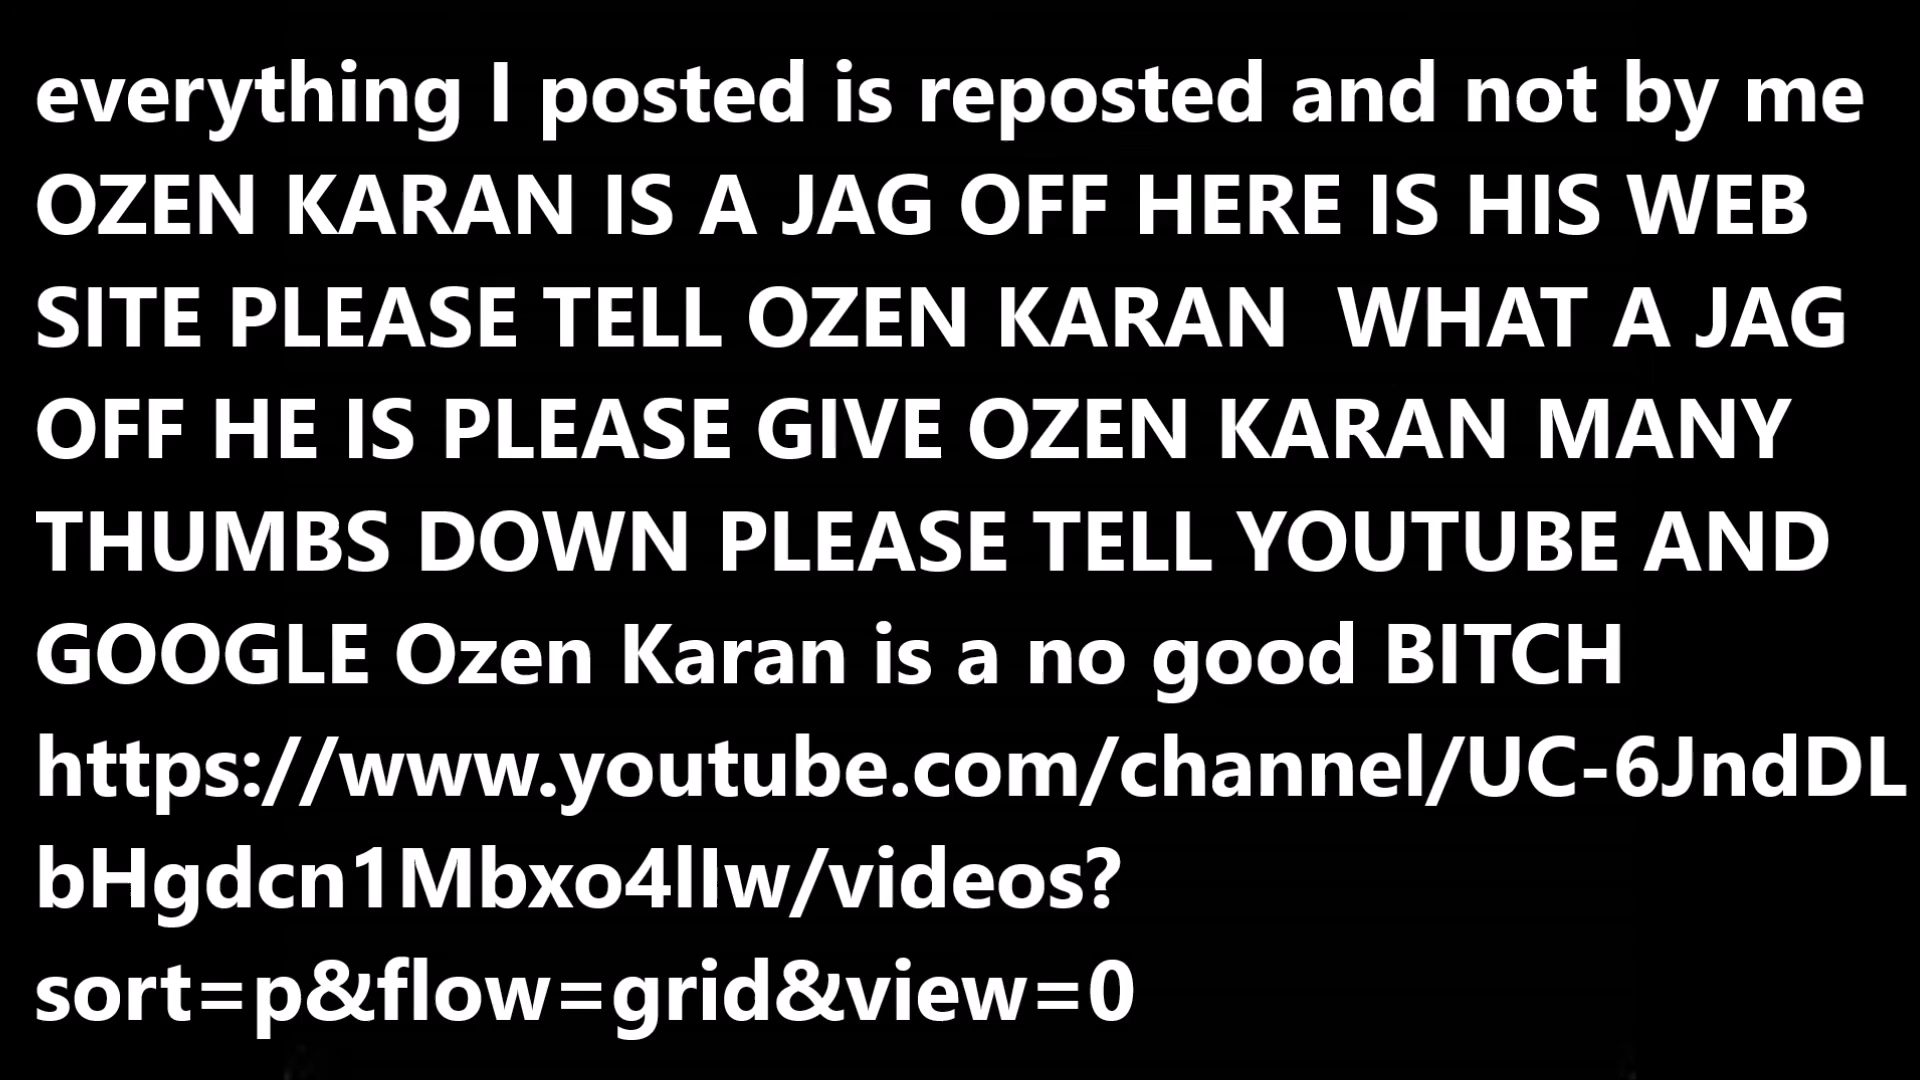 everything I posted is reposted and not by me
OZEN KARAN IS A JAG OFF HERE IS HIS WEB
SITE PLEASE TELL OZEN KARAN  WHAT A JAG
OFF HE IS PLEASE GIVE OZEN KARAN MANY
THUMBS DOWN PLEASE TELL YOUTUBE AND
GOOGLE Ozen Karan is a no good BITCH
https://www.youtube.com/channel/UC-6JndDL
bHgdcn1Mbxo4lIw/videos?
sort=p&flow=grid&view=0